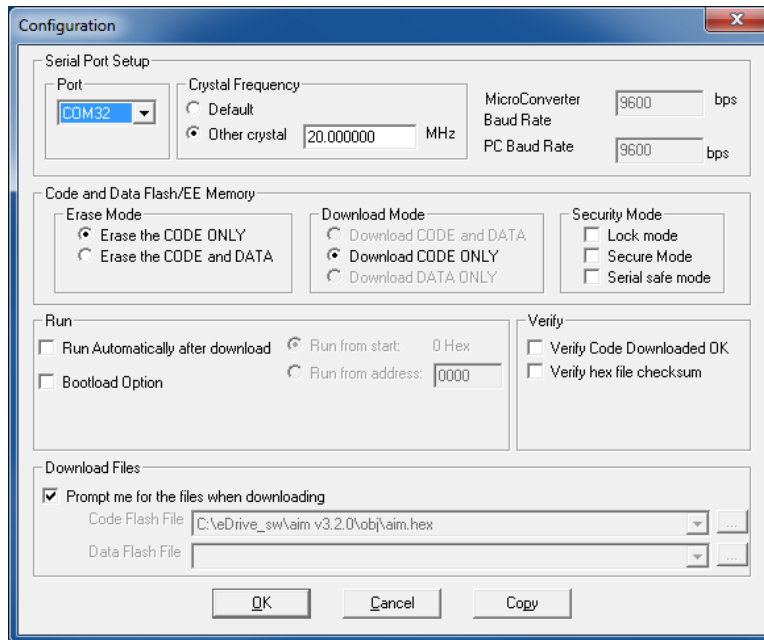 Configuration
Serial Port Setup
Port
COM32
Crystal Frequency
Default
Other crystal 20.000000 MHz
MicroConverter Baud Rate 9600 bps
PC Baud Rate 9600 bps
Code and Data Flash/EE Memory
Erase Mode
Erase the CODE ONLY
Erase the CODE and DATA
Download Mode
Download CODE and DATA
Download CODE ONLY
Download DATA ONLY
Security Mode
Lock mode
Secure Mode
Serial safe mode
Run
Run Automatically after download
Run from start: 0 Hex
Bootload Option
Run from address: 0000
Verify
Verify Code Downloaded OK
Verify hex file checksum
Download Files
Prompt me for the files when downloading
Code Flash File C:\eDrive_sw\aim v3.2.0\obj\aim.hex ...
Data Flash File ...
OK Cancel Copy